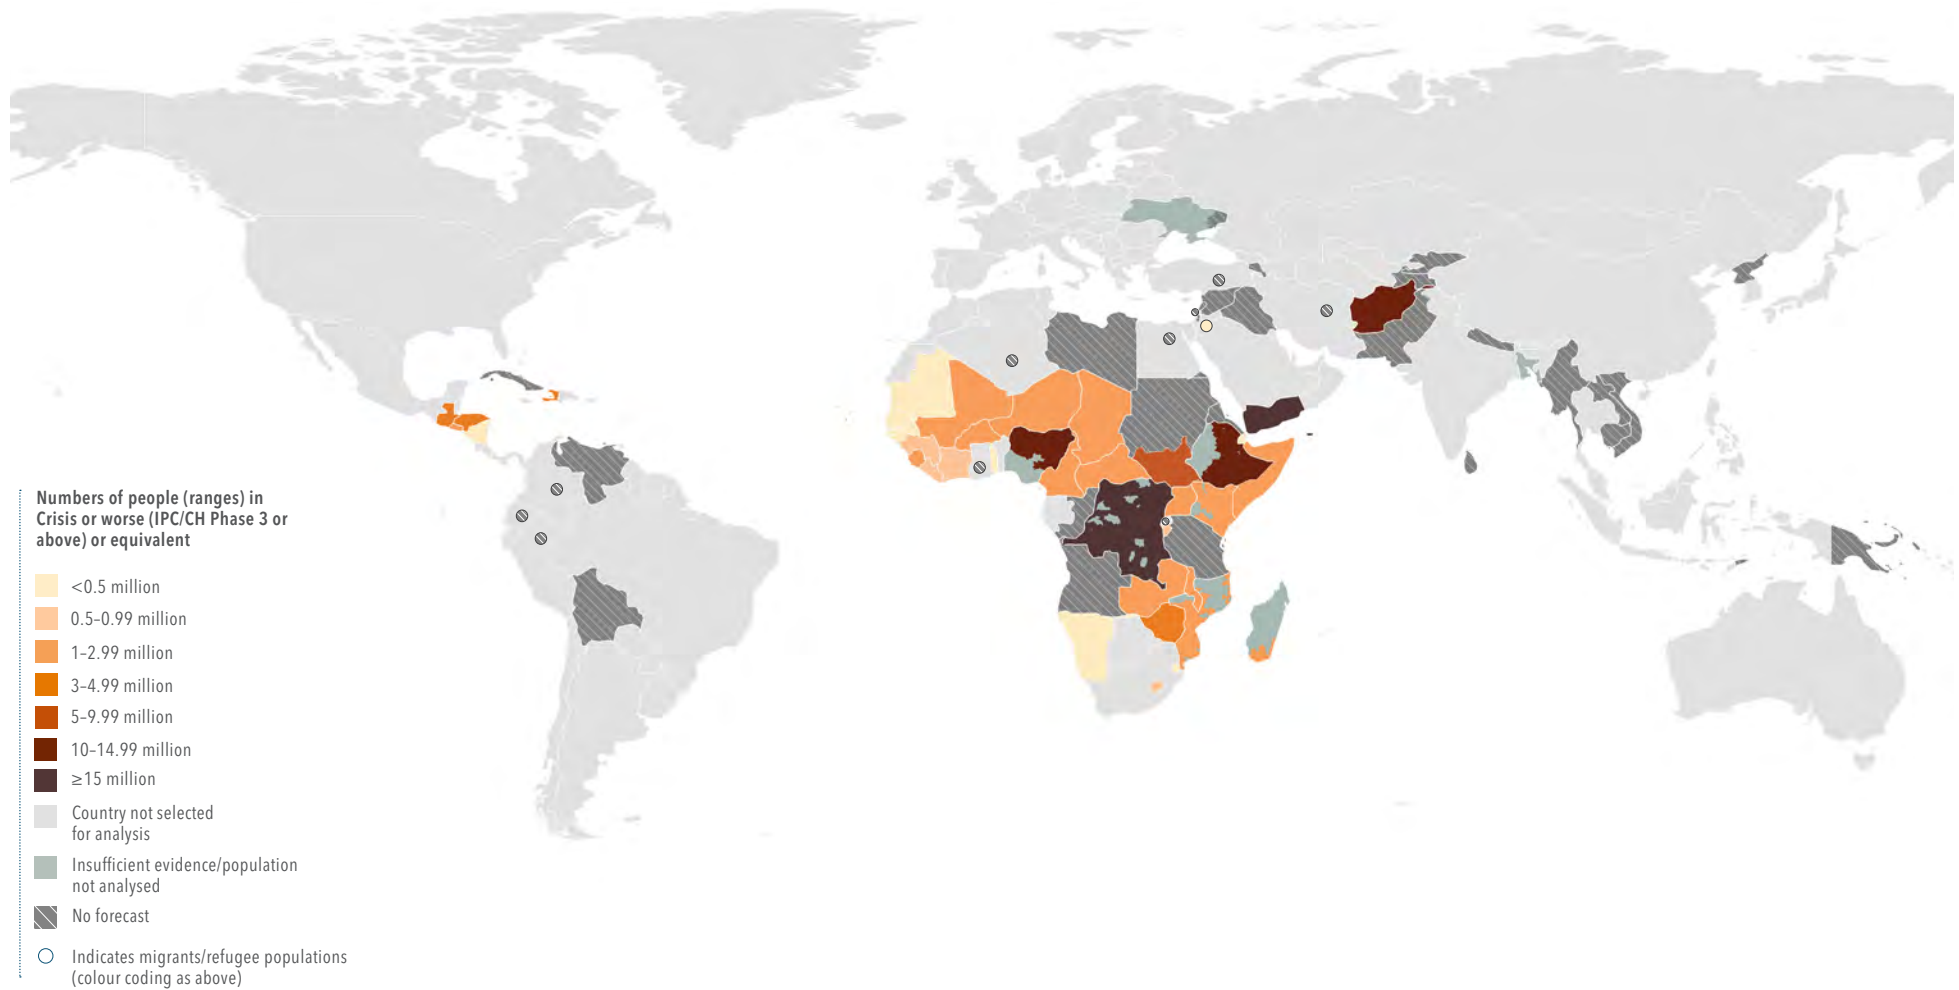 Numbers of people (ranges) in
Crisis or worse (IPC/CH Phase 3 or
above) or equivalent
<0.5 million
0.5–0.99 million
1–2.99 million
3–4.99 million
5–9.99 million
10–14.99 million
≥15 million
Country not selected
for analysis
Insufficient evidence/population
not analysed
No forecast
Indicates migrants/refugee populations
(colour coding as above)